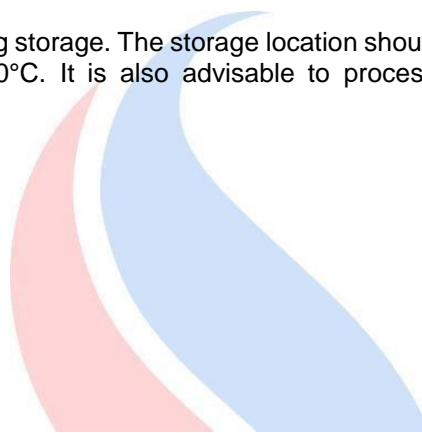 g storage. The storage location shou
0°C. It is also advisable to proces